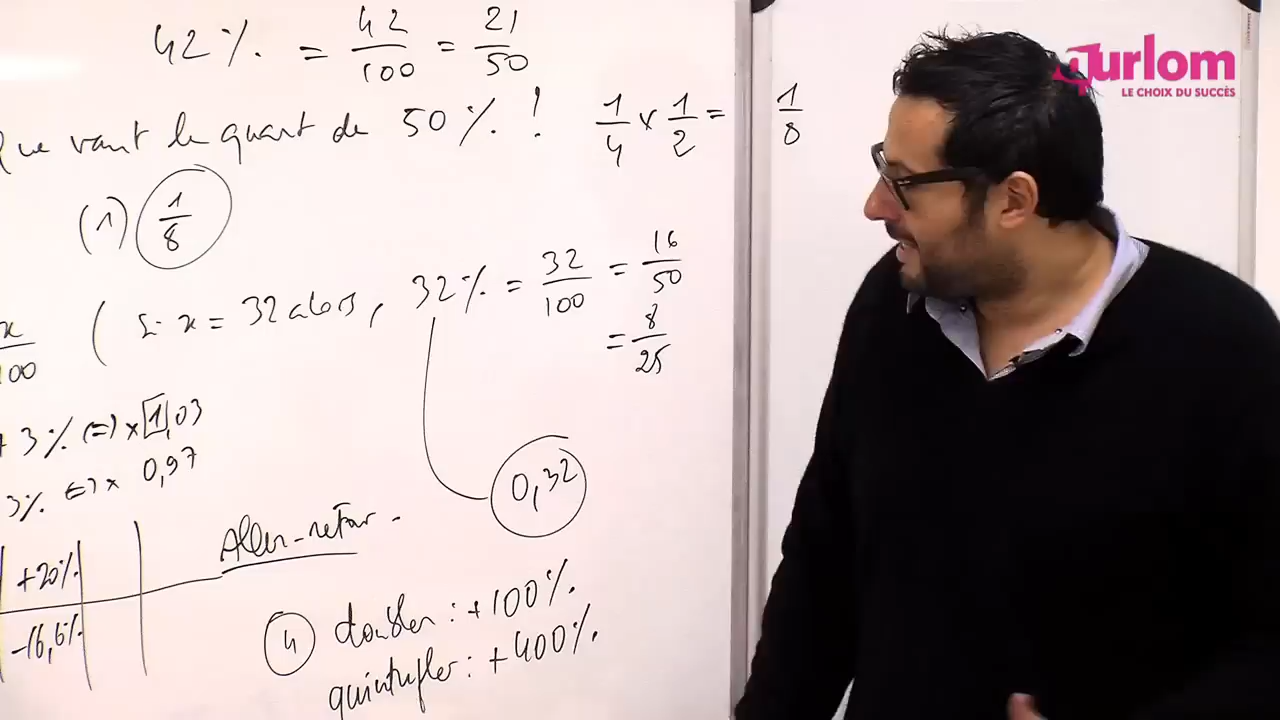 42 % = 42/100 = 21/50
Que vaut le quart de 50 % ! 1/4 x 1/2 = 1/8
(1) 1/8
x/100 ( Si x = 32 alors, 32 % = 32/100 = 16/50
= 8/25
+ 3 % (=) x 1,03
3 % (=) x 0,97
0,32
Aller-retour.
+20%
-16,6%
4 doubler : +100 %.
quintupler : +400 %.
Turlom
LE CHOIX DU SUCCÈS